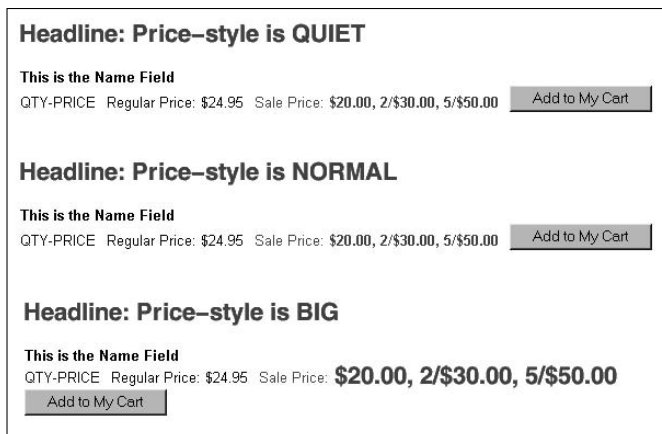 Headline: Price–style is QUIET
This is the Name Field
QTY-PRICE Regular Price: $24.95 Sale Price: $20.00, 2/$30.00, 5/$50.00 Add to My Cart
Headline: Price–style is NORMAL
This is the Name Field
QTY-PRICE Regular Price: $24.95 Sale Price: $20.00, 2/$30.00, 5/$50.00 Add to My Cart
Headline: Price–style is BIG
This is the Name Field
QTY-PRICE Regular Price: $24.95 Sale Price: $20.00, 2/$30.00, 5/$50.00
Add to My Cart